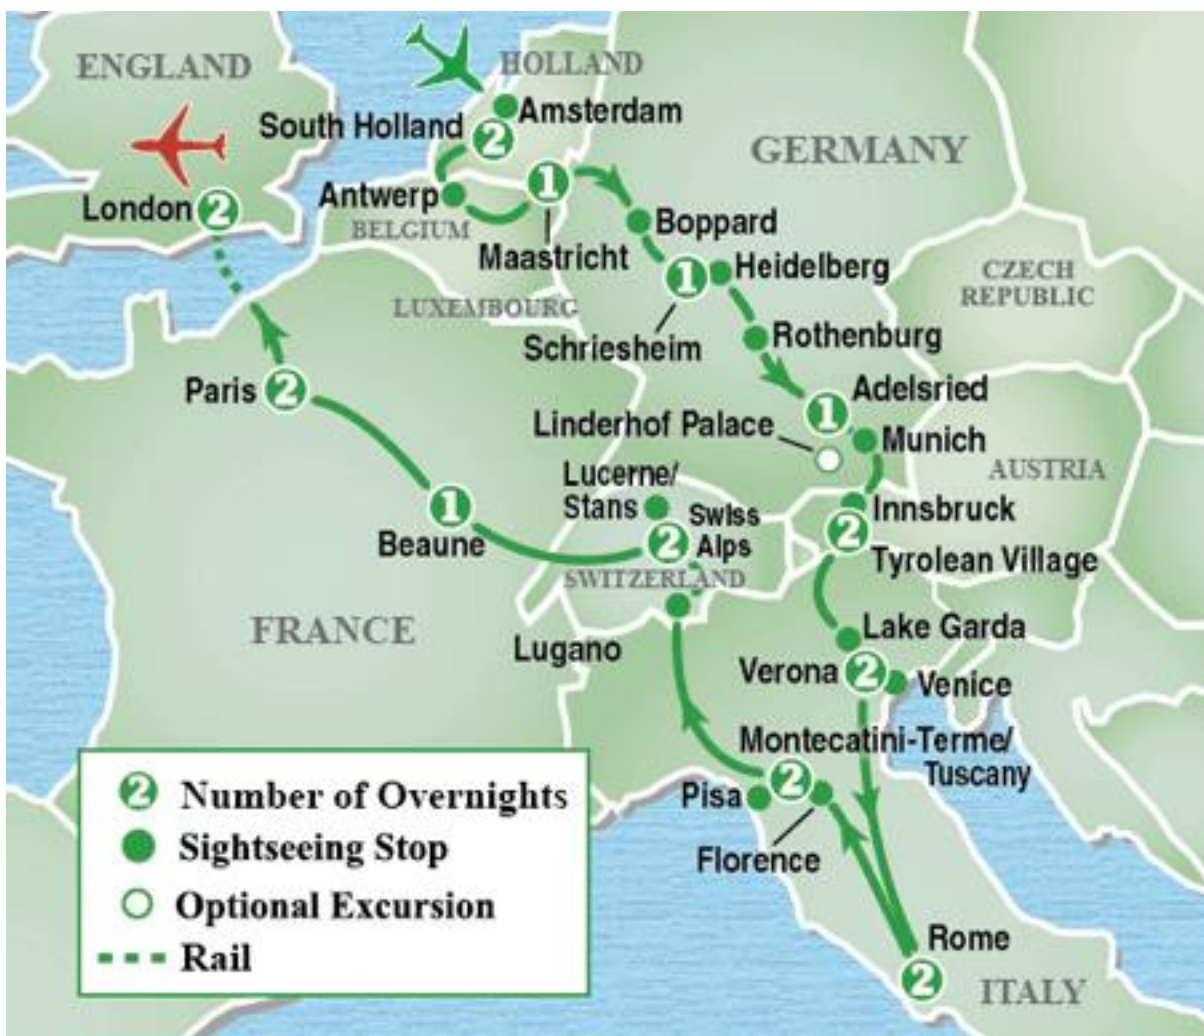 ENGLAND
HOLLAND
Amsterdam
South Holland
2
GERMANY
London
2
Antwerp
1
BELGIUM
Maastricht
Boppard
LUXEMBOURG
1
Heidelberg
Schriesheim
CZECH
REPUBLIC
Rothenburg
Paris
2
Adelsried
1
Linderhof Palace
Munich
AUSTRIA
Lucerne/
Stans
Innsbruck
2
Tyrolean Village
1
Beaune
Swiss
Alps
2
SWITZERLAND
FRANCE
Lugano
Lake Garda
Verona
2
Venice
Montecatini-Terme/
Tuscany
2
Pisa
Florence
Rome
2
ITALY
2 Number of Overnights
Sightseeing Stop
Optional Excursion
Rail